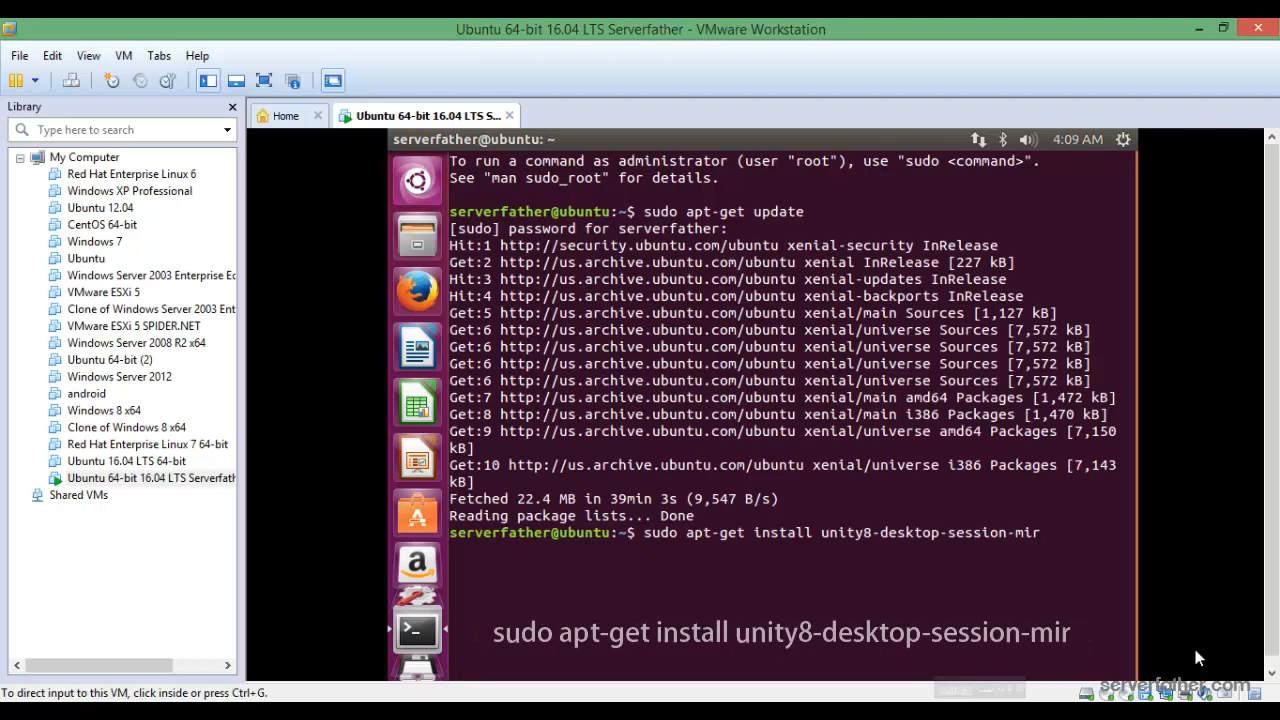 Ubuntu 64-bit 16.04 LTS Serverfather - VMware Workstation
File Edit View VM Tabs Help
Library
Type here to search
My Computer
Red Hat Enterprise Linux 6
Windows XP Professional
Ubuntu 12.04
CentOS 64-bit
Windows 7
Ubuntu
Windows Server 2003 Enterprise Ec
VMware ESXi 5
Clone of Windows Server 2003 Ent
VMware ESXi 5 SPIDER.NET
Windows Server 2008 R2 x64
Ubuntu 64-bit (2)
Windows Server 2012
android
Windows 8 x64
Clone of Windows 8 x64
Red Hat Enterprise Linux 7 64-bit
Ubuntu 16.04 LTS 64-bit
Ubuntu 64-bit 16.04 LTS Serverfath
Shared VMs
Home
Ubuntu 64-bit 16.04 LTS S...
serverfather@ubuntu: ~
4:09 AM
To run a command as administrator (user "root"), use "sudo <command>".
See "man sudo_root" for details.
serverfather@ubuntu:~$ sudo apt-get update
[sudo] password for serverfather:
Hit:1 http://security.ubuntu.com/ubuntu xenial-security InRelease
Get:2 http://us.archive.ubuntu.com/ubuntu xenial InRelease [227 kB]
Hit:3 http://us.archive.ubuntu.com/ubuntu xenial-updates InRelease
Hit:4 http://us.archive.ubuntu.com/ubuntu xenial-backports InRelease
Get:5 http://us.archive.ubuntu.com/ubuntu xenial/main Sources [1,127 kB]
Get:6 http://us.archive.ubuntu.com/ubuntu xenial/universe Sources [7,572 kB]
Get:6 http://us.archive.ubuntu.com/ubuntu xenial/universe Sources [7,572 kB]
Get:6 http://us.archive.ubuntu.com/ubuntu xenial/universe Sources [7,572 kB]
Get:6 http://us.archive.ubuntu.com/ubuntu xenial/universe Sources [7,572 kB]
Get:7 http://us.archive.ubuntu.com/ubuntu xenial/main amd64 Packages [1,472 kB]
Get:8 http://us.archive.ubuntu.com/ubuntu xenial/main i386 Packages [1,470 kB]
Get:9 http://us.archive.ubuntu.com/ubuntu xenial/universe amd64 Packages [7,150
kB]
Get:10 http://us.archive.ubuntu.com/ubuntu xenial/universe i386 Packages [7,143
kB]
Fetched 22.4 MB in 39min 3s (9,547 B/s)
Reading package lists... Done
serverfather@ubuntu:~$ sudo apt-get install unity8-desktop-session-mir
sudo apt-get install unity8-desktop-session-mir
serverfather.com
To direct input to this VM, click inside or press Ctrl+G.